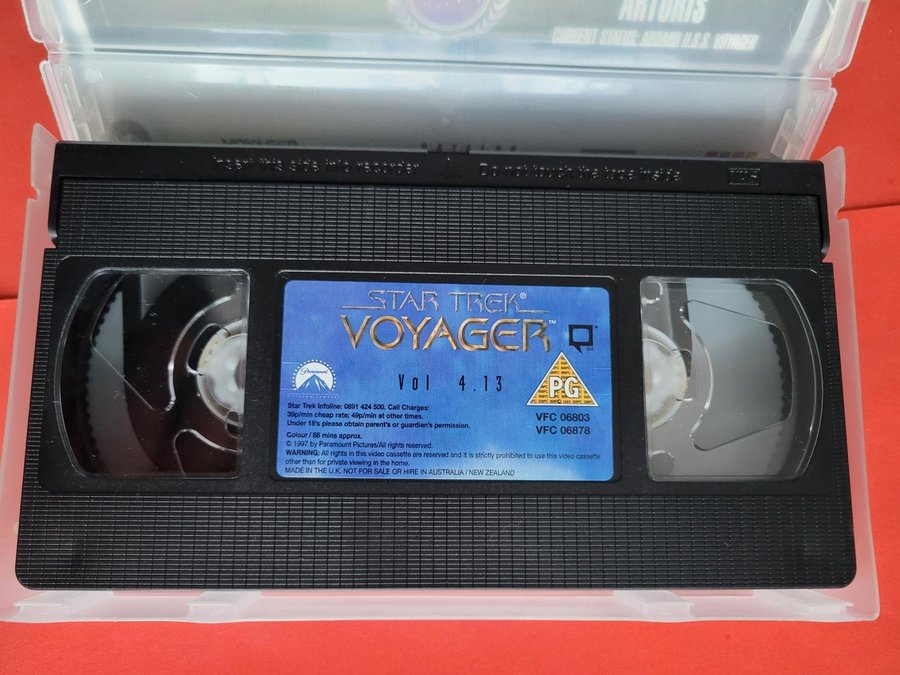 ARTURIS
CURRENT STATUS: ABOARD U.S.S. VOYAGER
VOYAGER
Insert this side into recorder
Do not touch the tape inside
VHS
STAR TREK®
VOYAGER™
SM
Paramount
Vol 4.13
PG
Star Trek Infoline: 0891 424 500. Call Charges:
39p/min cheap rate; 49p/min at other times.
Under 18's please obtain parent's or guardian's permission.
VFC 06803
VFC 06878
Colour / 88 mins approx.
© 1997 by Paramount Pictures/All rights reserved.
WARNING: All rights in this video cassette are reserved and it is strictly prohibited to use this video cassette
other than for private viewing in the home.
MADE IN THE U.K. NOT FOR SALE OR HIRE IN AUSTRALIA / NEW ZEALAND